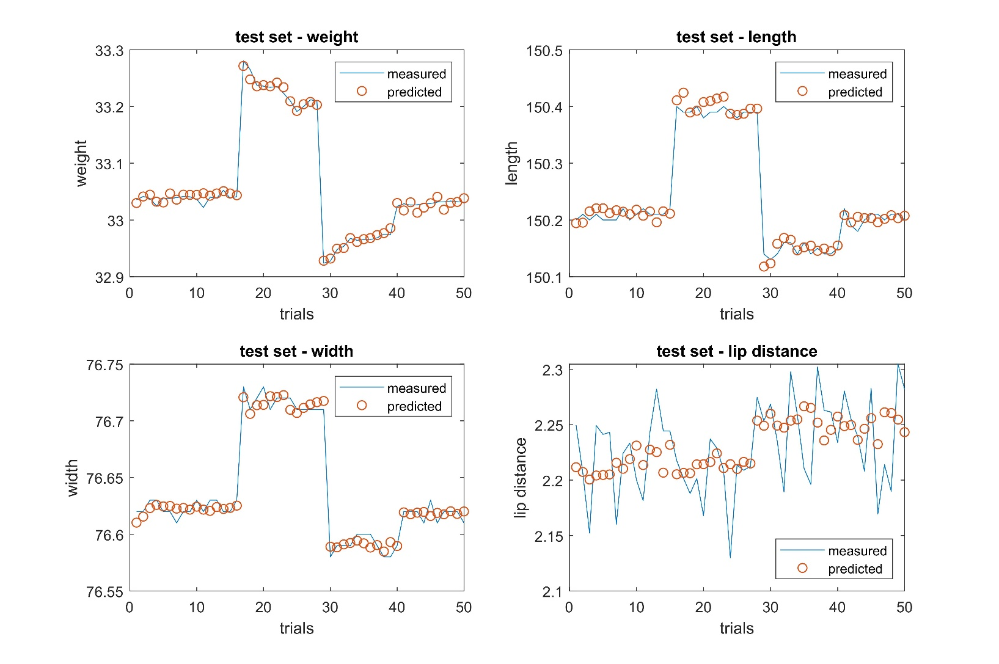 test set - weight
33.3
33.2
33.1
33
32.9
weight
measured
predicted
0 10 20 30 40 50
trials
test set - length
150.5
150.4
150.3
150.2
150.1
length
measured
predicted
0 10 20 30 40 50
trials
test set - width
76.75
76.7
76.65
76.6
76.55
width
measured
predicted
0 10 20 30 40 50
trials
test set - lip distance
2.3
2.25
2.2
2.15
2.1
lip distance
measured
predicted
0 10 20 30 40 50
trials